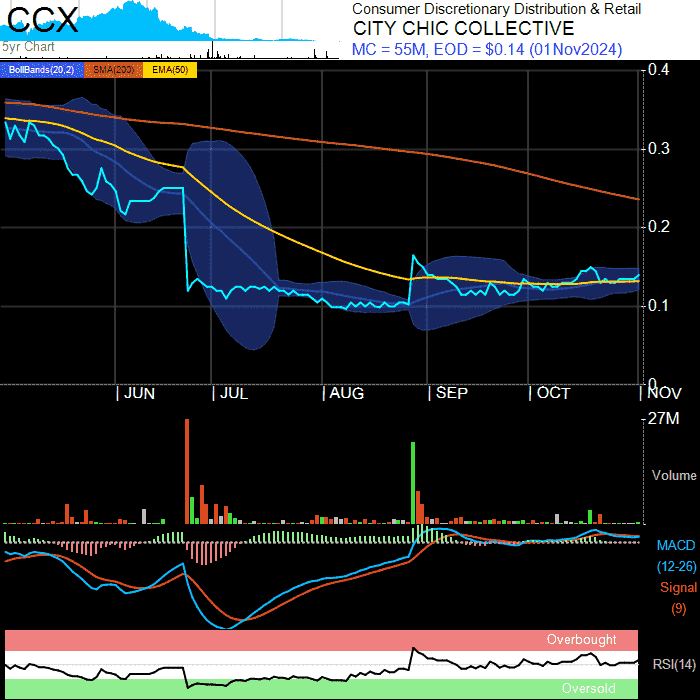 CCX
5yr Chart
Consumer Discretionary Distribution & Retail
CITY CHIC COLLECTIVE
MC = 55M, EOD = $0.14 (01Nov2024)
BollBands(20,2) SMA(200) EMA(50)
0.4
0.3
0.2
0.1
0
JUN JUL AUG SEP OCT NOV
27M
Volume
MACD
(12-26)
Signal
(9)
Overbought
RSI(14)
Oversold